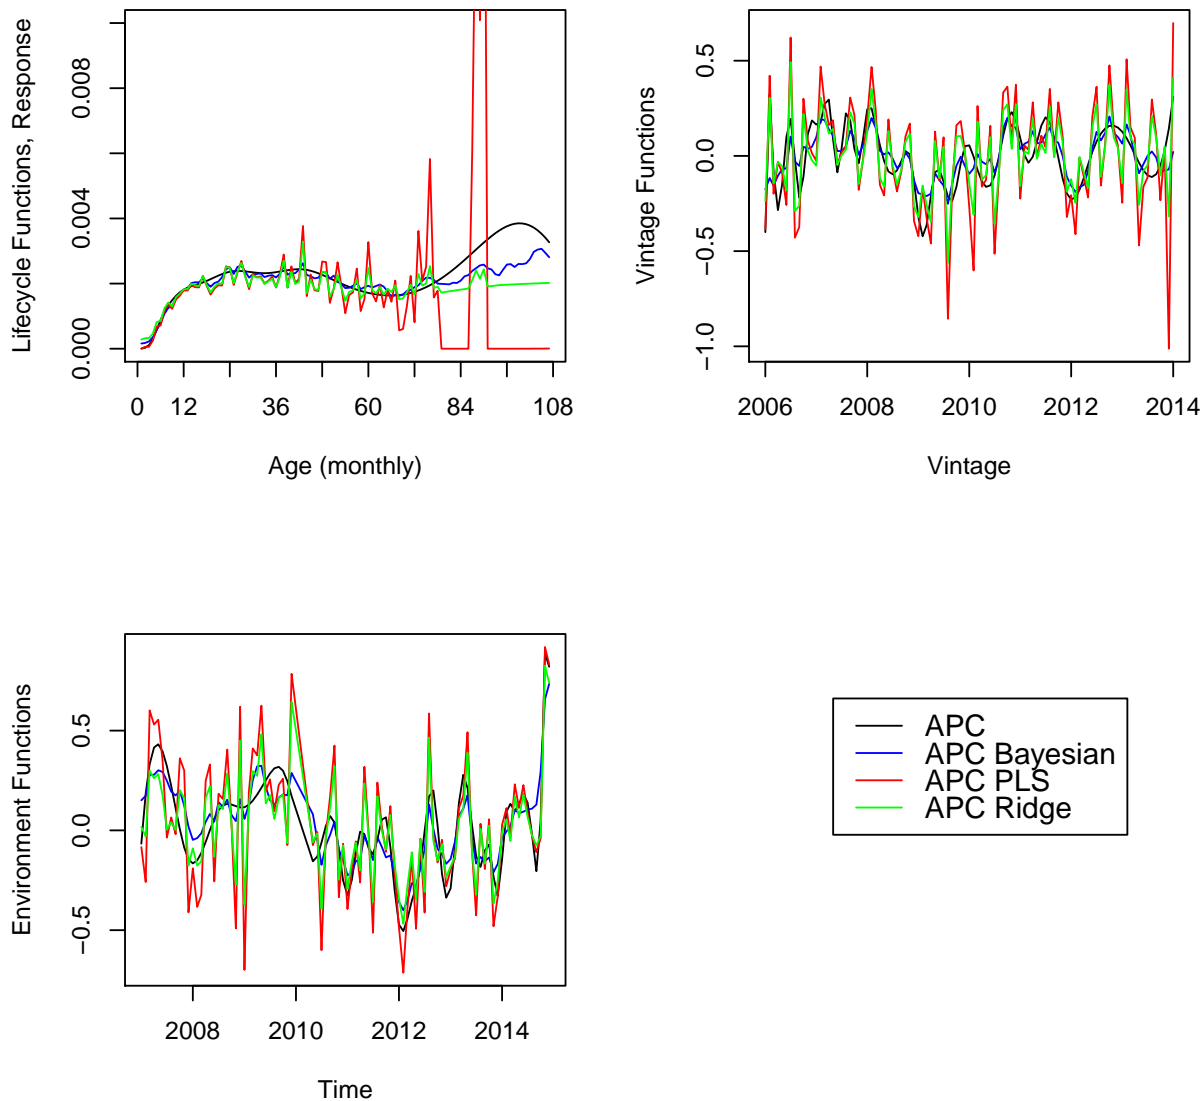 Lifecycle Functions, Response
0.000
0.004
0.008
0 12 36 60 84 108
Age (monthly)
Vintage Functions
−1.0
−0.5
0.0
0.5
2006 2008 2010 2012 2014
Vintage
Environment Functions
−0.5
0.0
0.5
2008 2010 2012 2014
Time
APC
APC Bayesian
APC PLS
APC Ridge